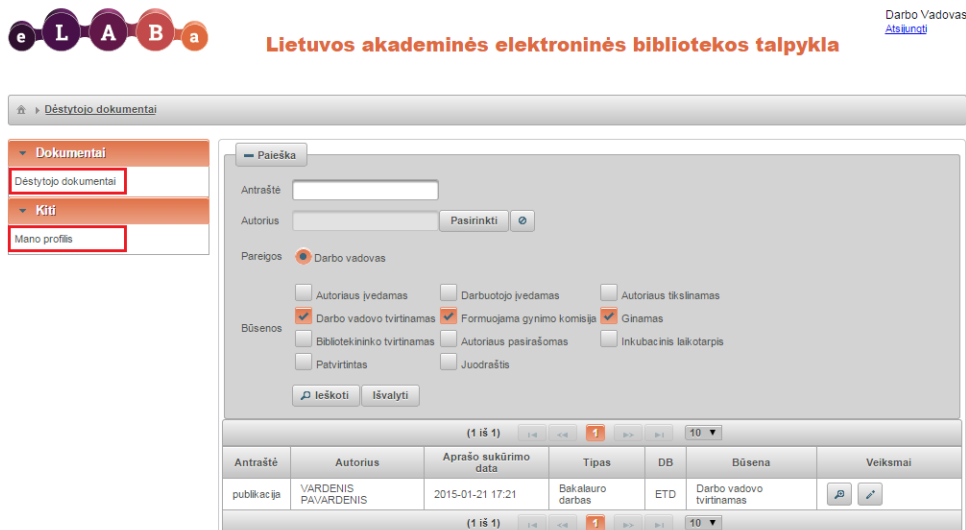 e L A B a
Lietuvos akademinės elektroninės bibliotekos talpykla
Darbo Vadovas
Atsijungti
Dėstytojo dokumentai
Dokumentai
Dėstytojo dokumentai
Kiti
Mano profilis
Paieška
Antraštė
Autorius Pasirinkti
Pareigos Darbo vadovas
Būsenos
Autoriaus įvedamas Darbuotojo įvedamas Autoriaus tikslinamas
Darbo vadovo tvirtinamas Formuojama gynimo komisija Ginamas
Bibliotekininko tvirtinamas Autoriaus pasirašomas Inkubacinis laikotarpis
Patvirtintas Juodraštis
Ieškoti Išvalyti
(1 iš 1) 1 10
Antraštė Autorius Aprašo sukūrimo data Tipas DB Būsena Veiksmai
publikacija VARDENIS PAVARDENIS 2015-01-21 17:21 Bakalauro darbas ETD Darbo vadovo tvirtinamas
(1 iš 1) 1 10